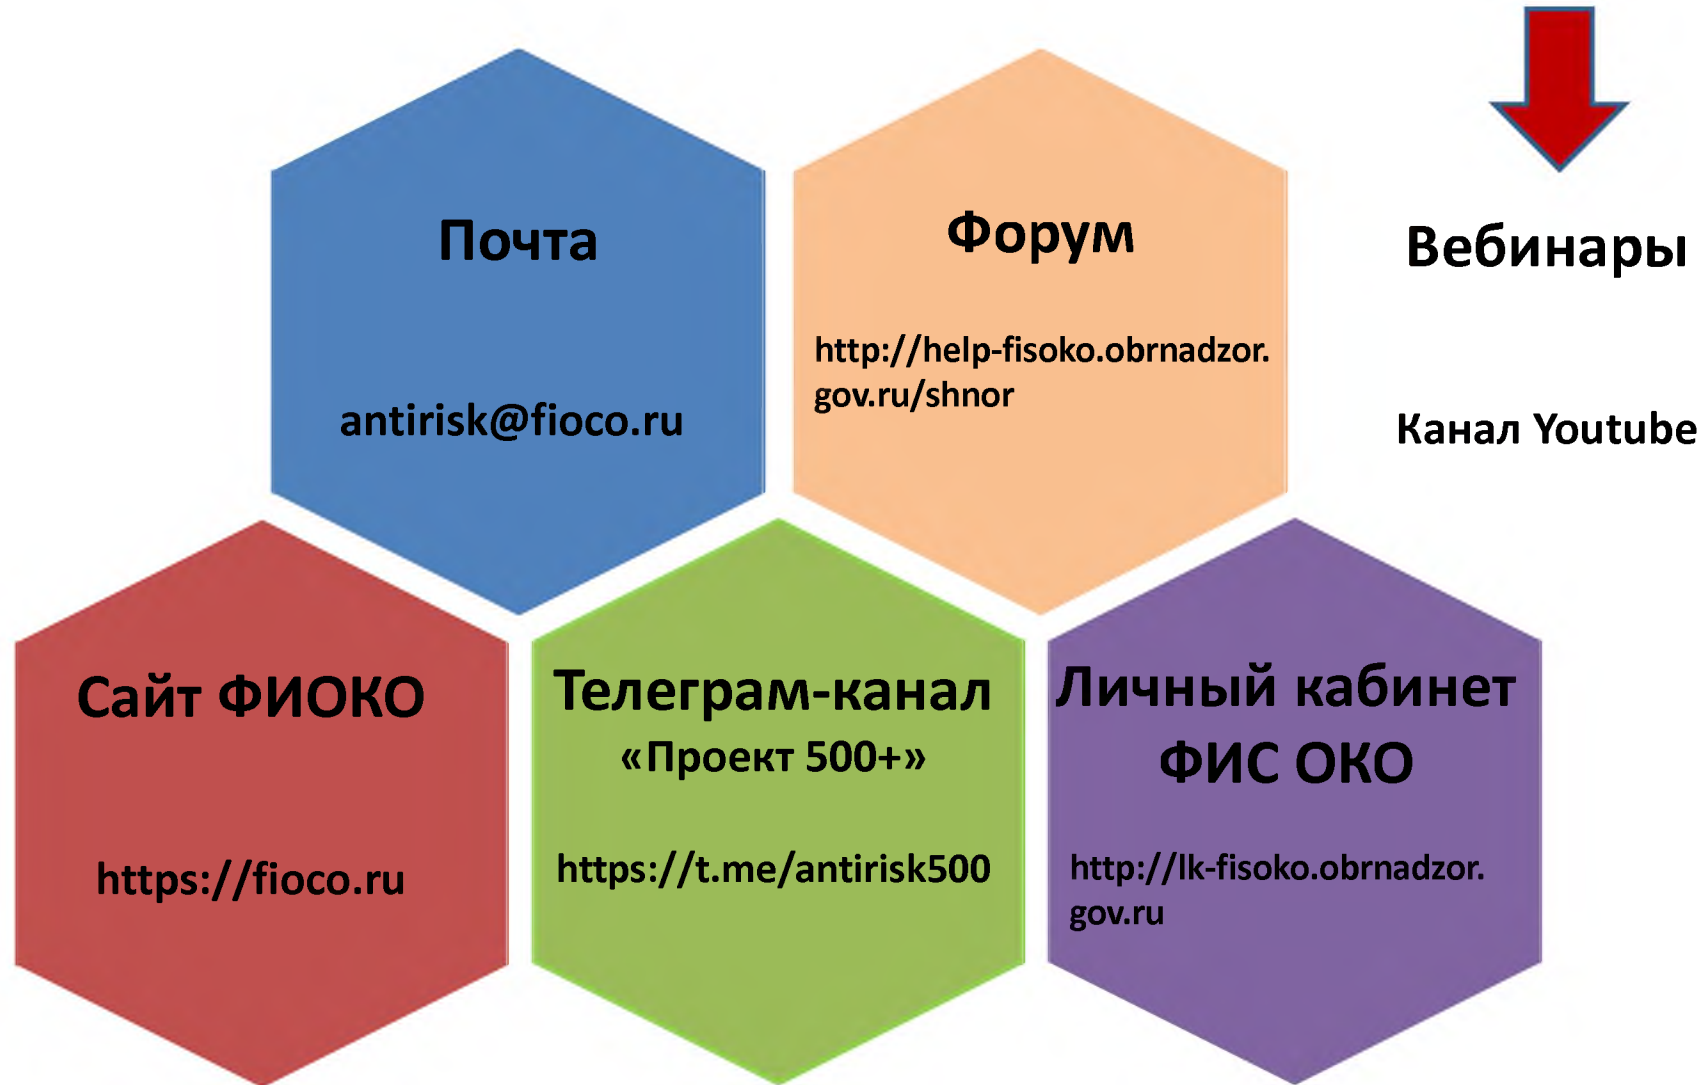 Почта
antirisk@fioco.ru
Форум
http://help-fisoko.obrnadzor.
gov.ru/shnor
Вебинары
Канал Youtube
Сайт ФИОКО
https://fioco.ru
Телеграм-канал
«Проект 500+»
https://t.me/antirisk500
Личный кабинет
ФИС ОКО
http://lk-fisoko.obrnadzor.
gov.ru